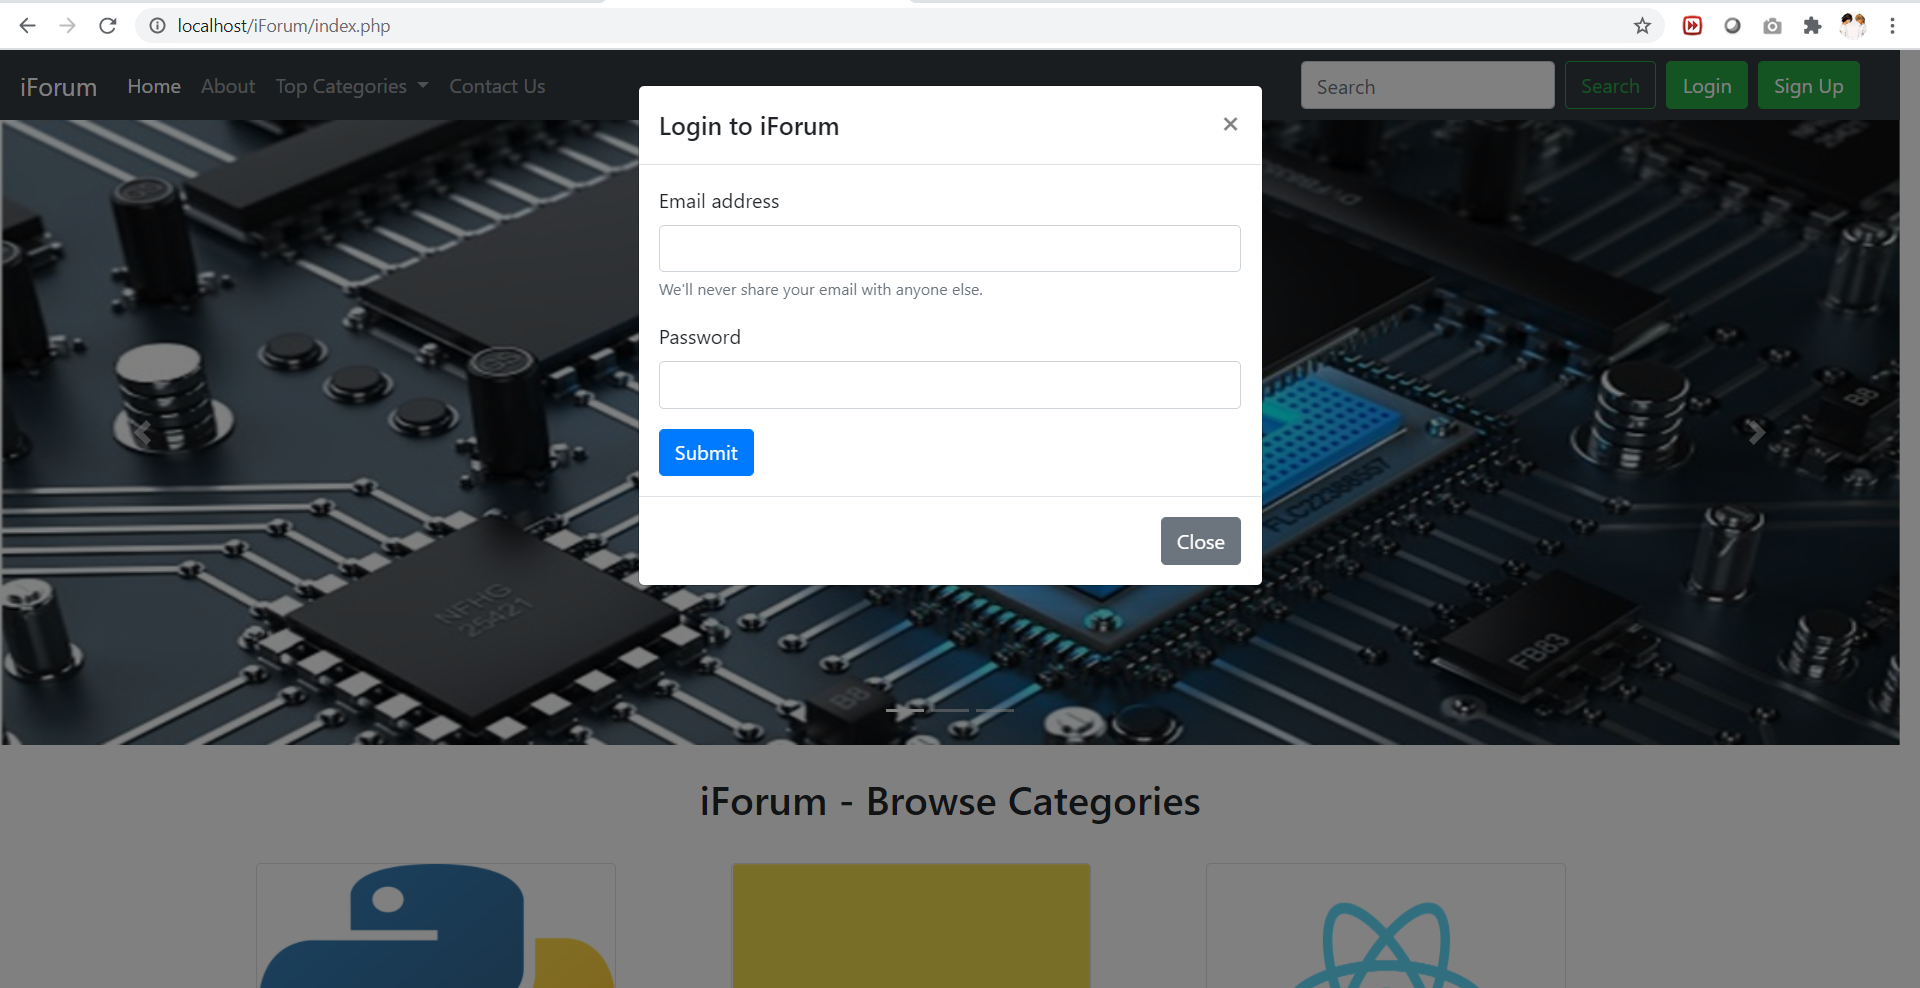 localhost/iForum/index.php
iForum Home About Top Categories Contact Us Search Search Login Sign Up
Login to iForum ×
Email address
We'll never share your email with anyone else.
Password
Submit
Close
FLC22388557
NFHG
25421
FB83
B8
B8
iForum - Browse Categories